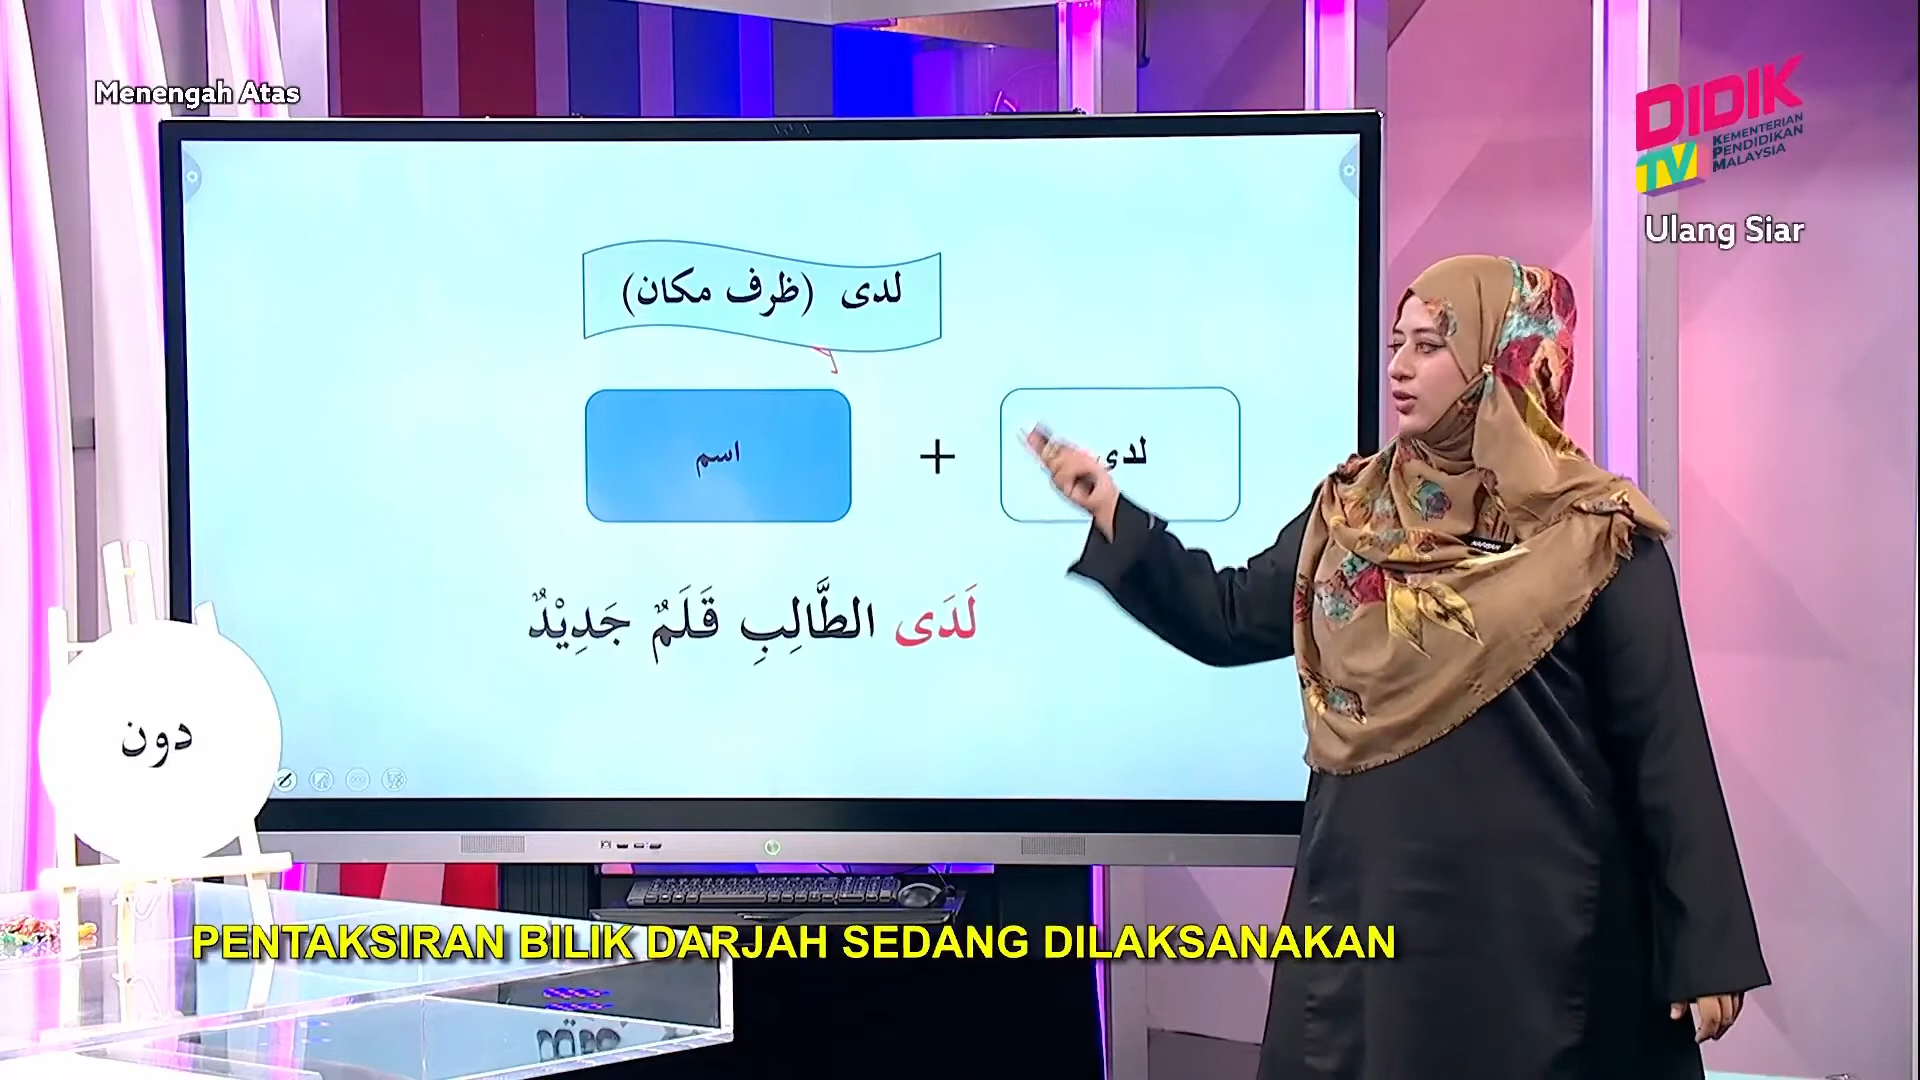 Menengah Atas
DIDIK
TV
KEMENTERIAN
PENDIDIKAN
MALAYSIA
Ulang Siar
لدى (ظرف مكان)
لدى + اسم
لَدَى الطَّالِبِ قَلَمٌ جَدِيْدٌ
دون
PENTAKSIRAN BILIK DARJAH SEDANG DILAKSANAKAN